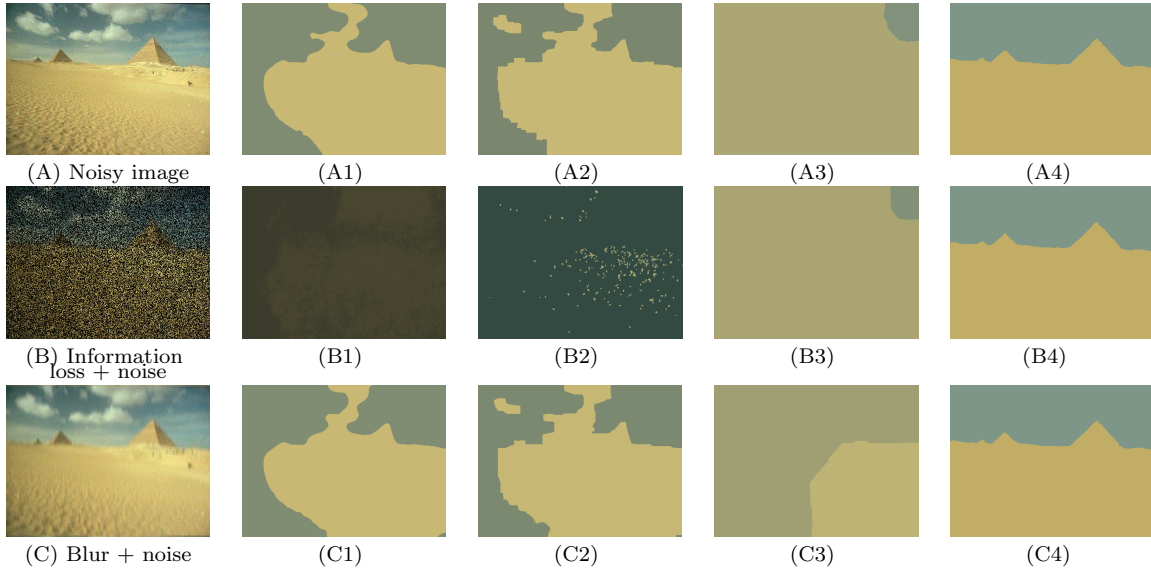 (A) Noisy image
(A1)
(A2)
(A3)
(A4)
(B) Information
loss + noise
(B1)
(B2)
(B3)
(B4)
(C) Blur + noise
(C1)
(C2)
(C3)
(C4)